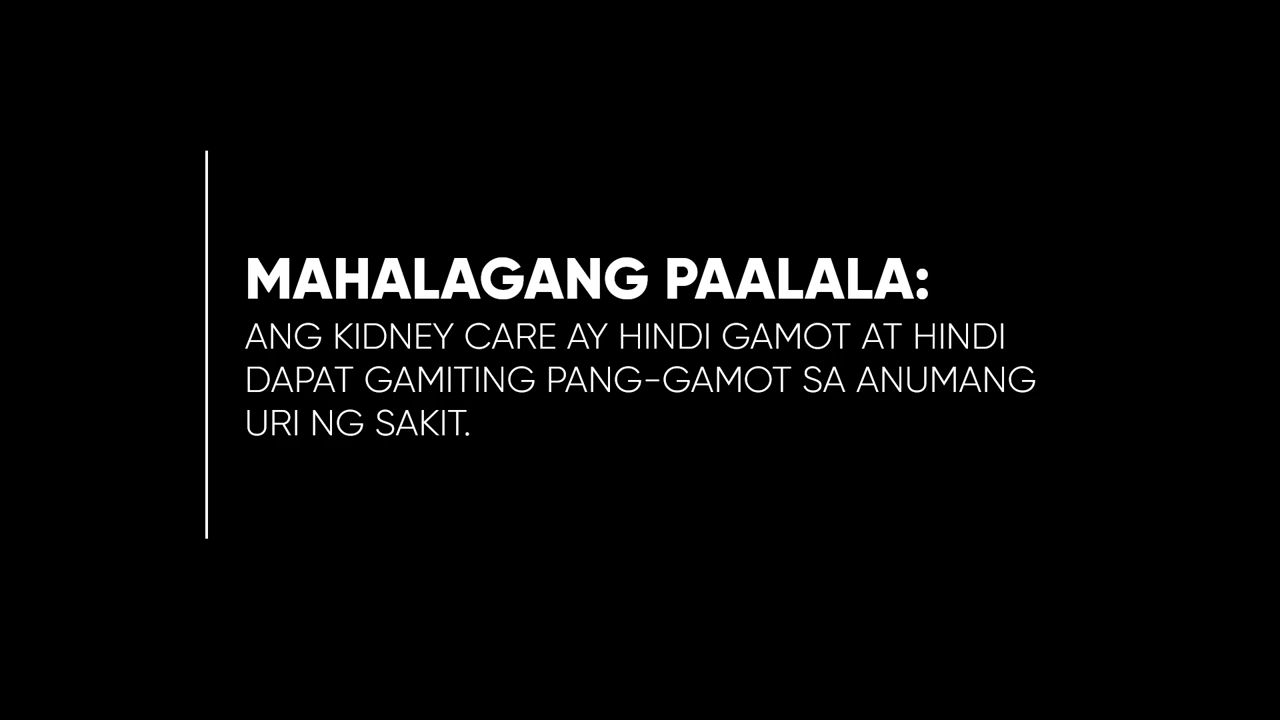 MAHALAGANG PAALALA:
ANG KIDNEY CARE AY HINDI GAMOT AT HINDI
DAPAT GAMITING PANG-GAMOT SA ANUMANG
URI NG SAKIT.